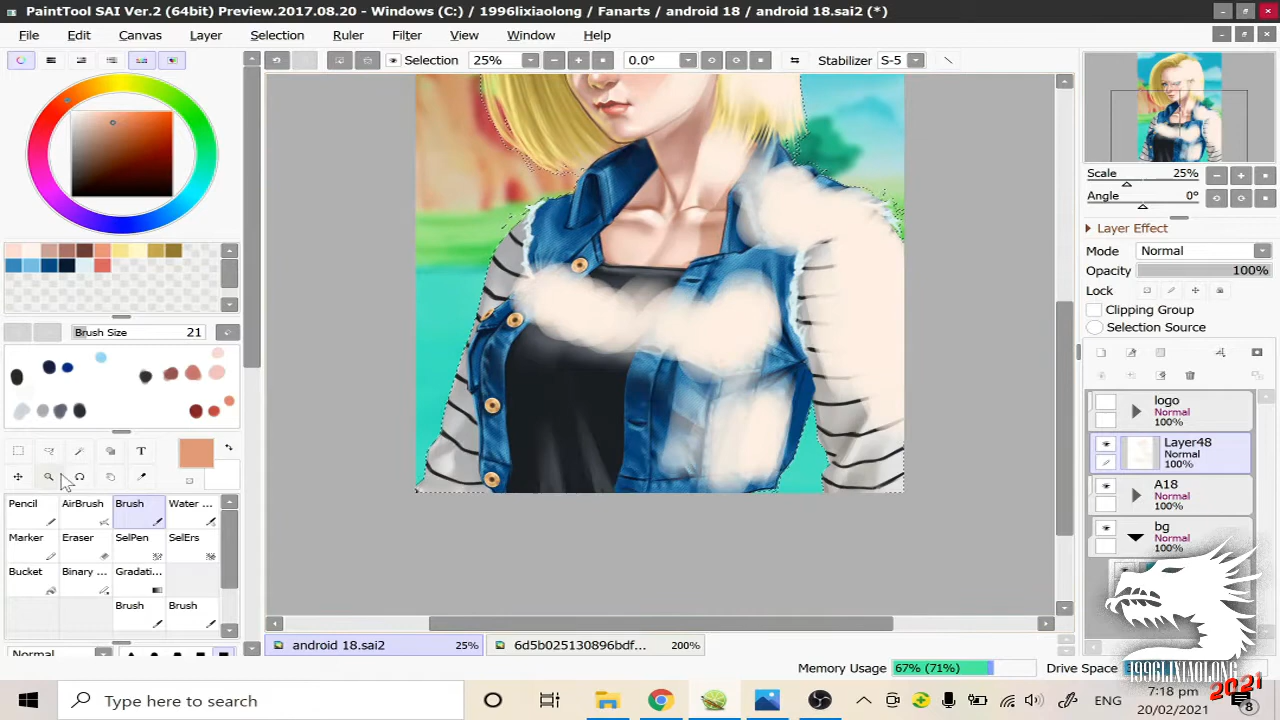 PaintTool SAI Ver.2 (64bit) Preview.2017.08.20 - Windows (C:) / 1996lixiaolong / Fanarts / android 18 / android 18.sai2 (*)
File Edit Canvas Layer Selection Ruler Filter View Window Help
Selection 25% 0.0° Stabilizer S-5
Scale 25%
Angle 0°
Layer Effect
Mode Normal
Opacity 100%
Lock
Clipping Group
Selection Source
Brush Size 21
T
Pencil AirBrush Brush Water ...
Marker Eraser SelPen SelErs
Bucket Binary ... Gradati...
Brush Brush
Normal
logo
Normal
100%
Layer48
Normal
100%
A18
Normal
100%
bg
Normal
100%
android 18.sai2 25% 6d5b025130896bdf... 200%
Memory Usage 67% (71%) Drive Space
1996LIXIAOLONG
2021
Type here to search
ENG
7:18 pm
20/02/2021
8